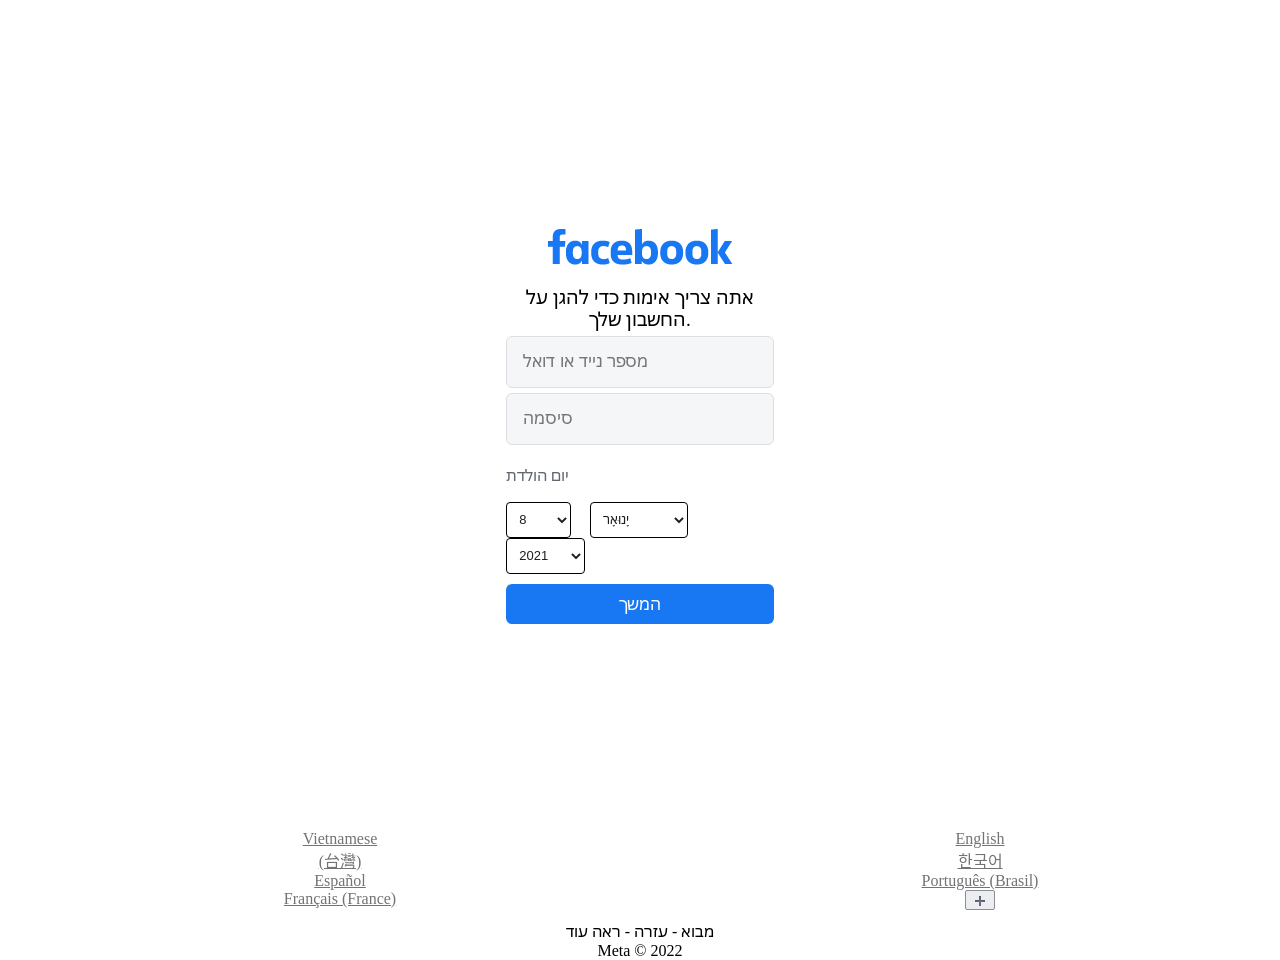 facebook
אתה צריך אימות כדי להגן על
החשבון שלך.
מספר נייד או דואל
סיסמה
יום הולדת
8
יָנוּאָר
2021
המשך
Vietnamese
(台灣)
Español
Français (France)
English
한국어
Português (Brasil)
+
מבוא - עזרה - ראה עוד
Meta © 2022